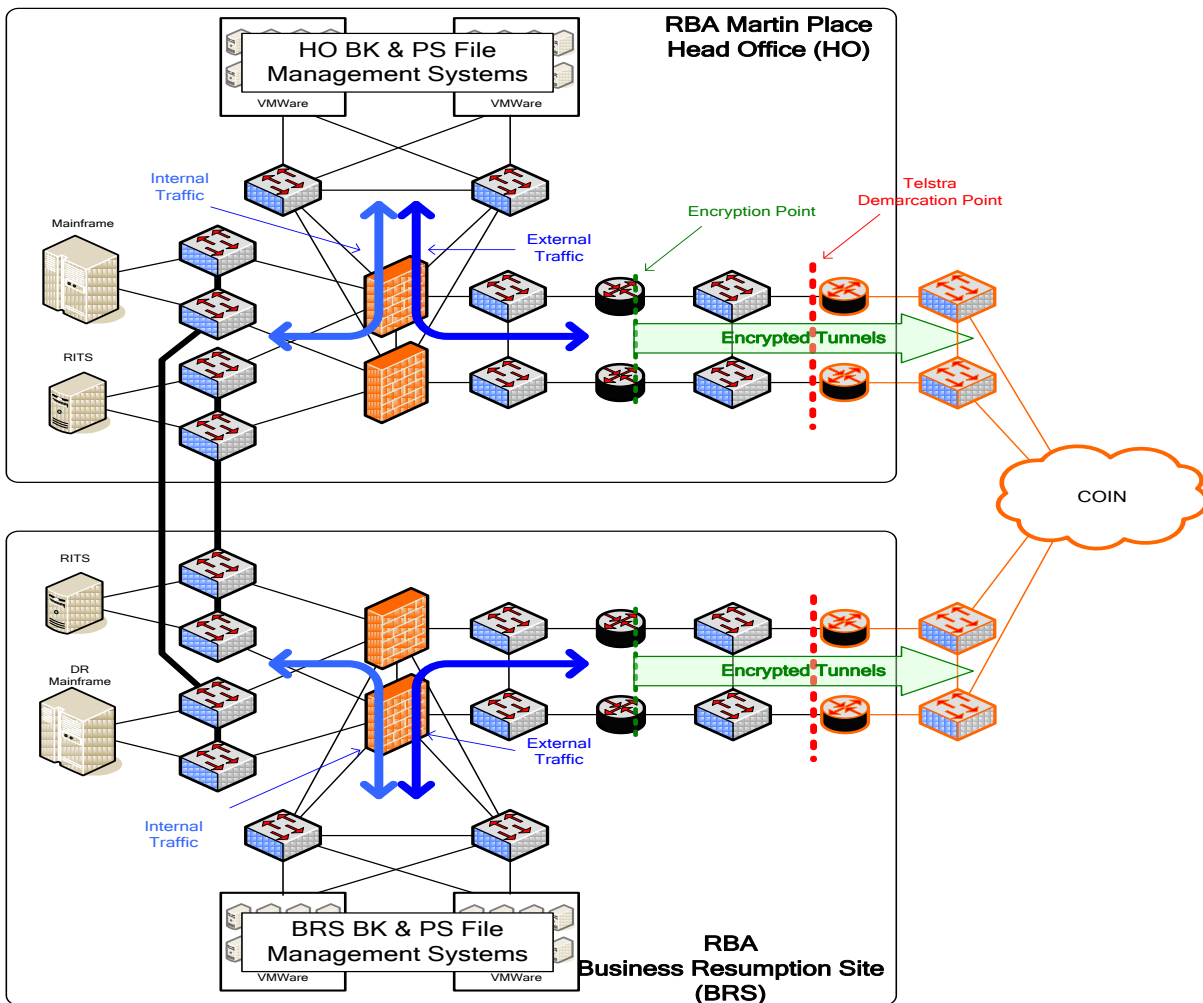 RBA Martin Place
Head Office (HO)
HO BK & PS File
Management Systems
VMWare
VMWare
Internal
Traffic
Telstra
Demarcation Point
Encryption Point
Mainframe
External
Traffic
Encrypted Tunnels
RITS
COIN
RITS
DR
Mainframe
Encrypted Tunnels
External
Traffic
Internal
Traffic
BRS BK & PS File
Management Systems
VMWare
VMWare
RBA
Business Resumption Site
(BRS)